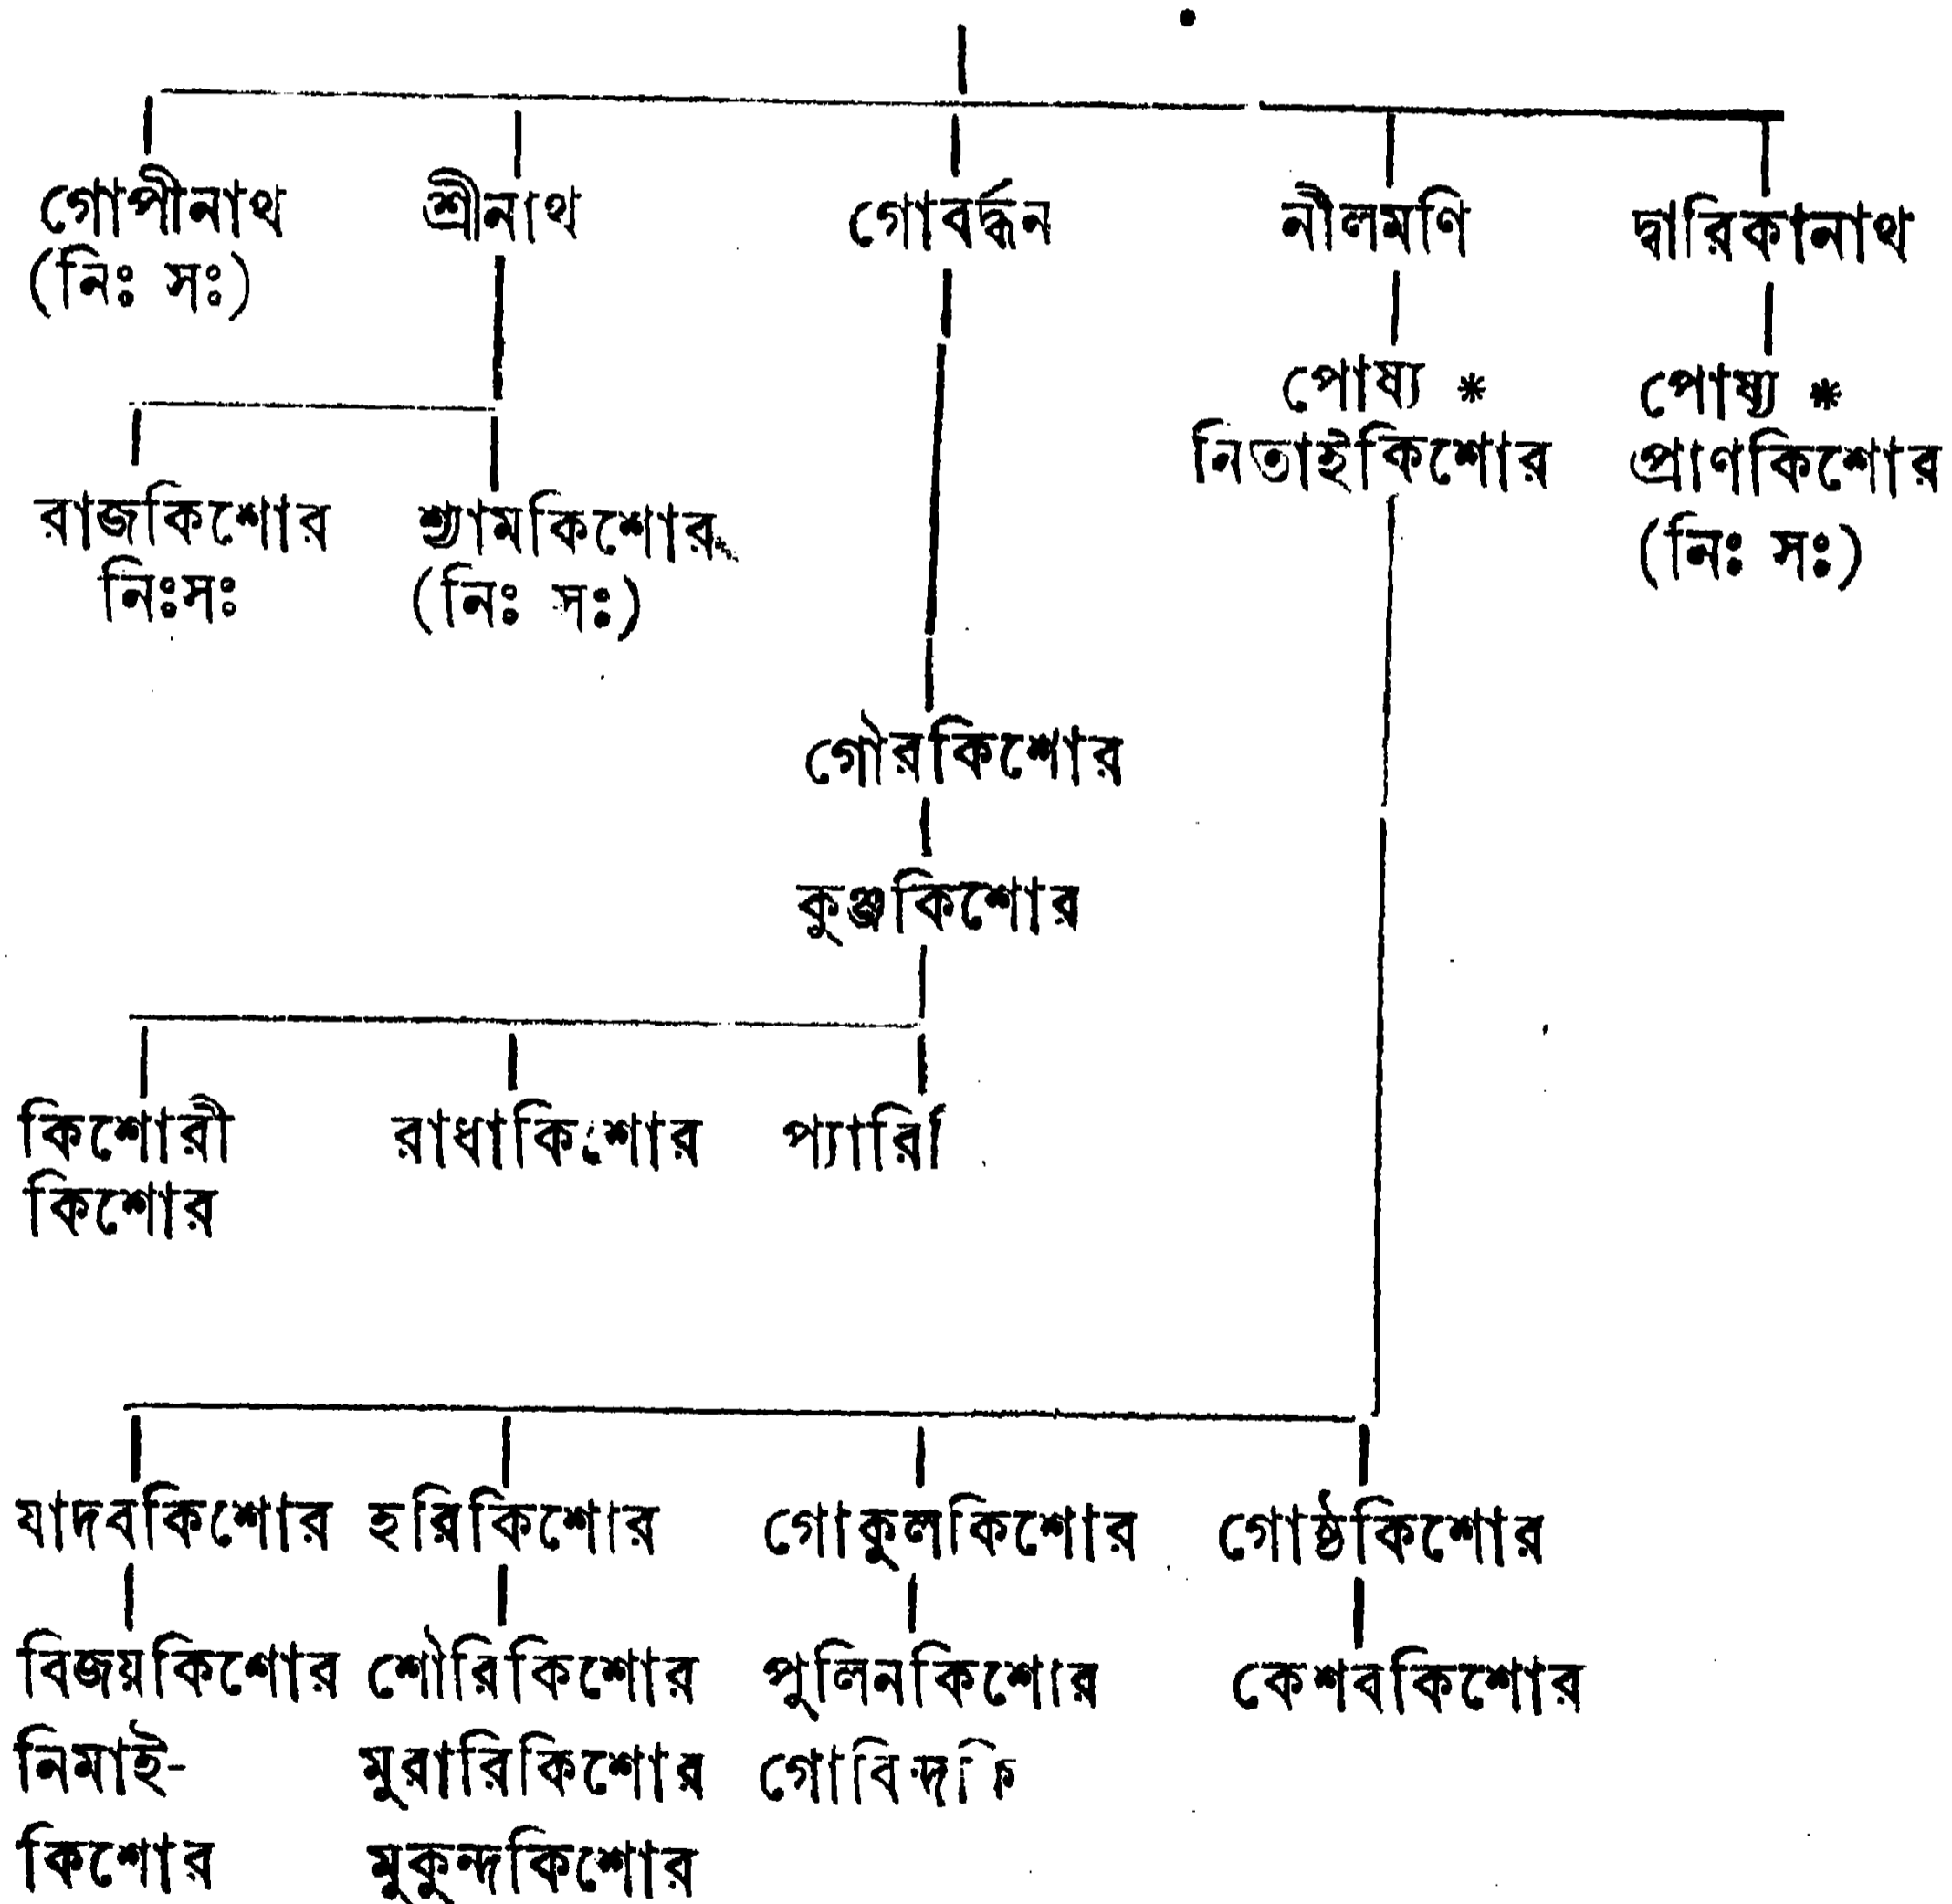 গোপীনাথ শ্রীনাথ গোবর্দ্ধন নীলমণি দ্বারিকানাথ
(নিঃ সঃ)
পোষ্য * পোষ্য *
নিতাইকিশোর প্রাণকিশোর
রাজকিশোর শ্যামকিশোর (নিঃ সঃ)
নিঃসঃ (নিঃ সঃ)
গৌরকিশোর
কুঞ্জকিশোর
কিশোরী রাধাকিশোর প্যারি
কিশোর
যাদবকিশোর হরিকিশোর গোকুলকিশোর গোষ্ঠকিশোর
বিজয়কিশোর শৌরিকিশোর পুলিনকিশোর কেশবকিশোর
নিমাই- মুরারিকিশোর
কিশোর মুকুন্দকিশোর